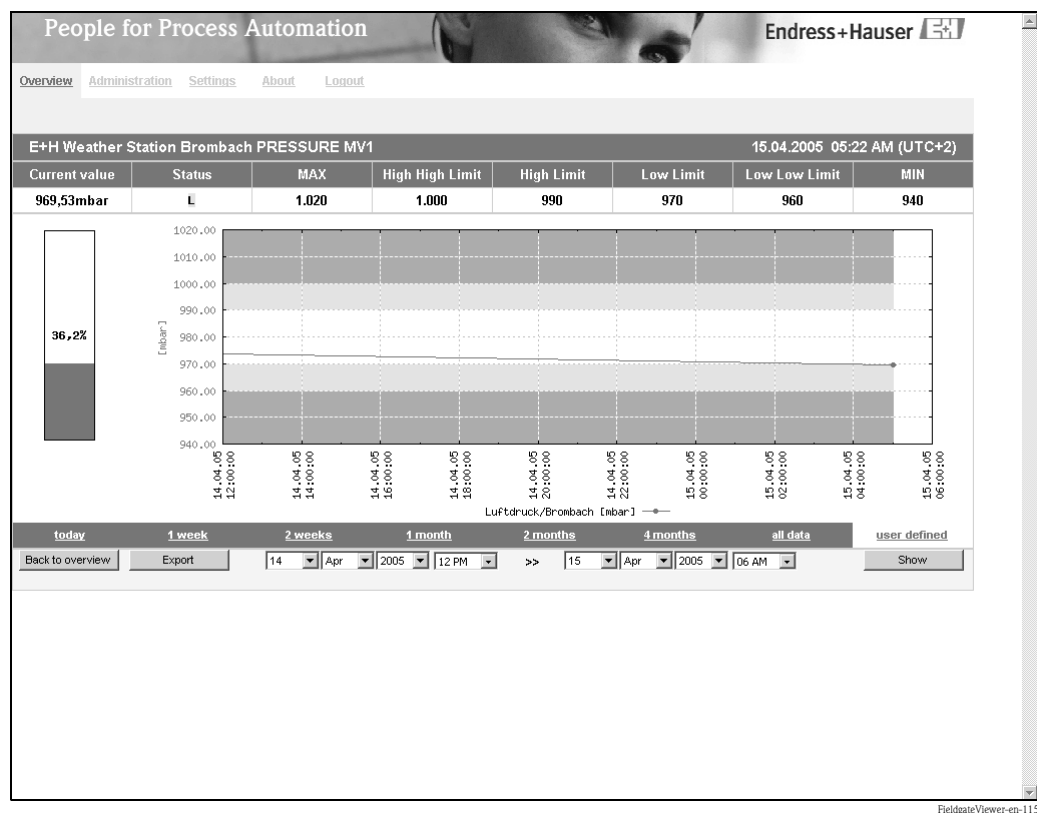 People for Process Automation
Endress+Hauser EH
Overview Administration Settings About Logout
E+H Weather Station Brombach PRESSURE MV1 15.04.2005 05:22 AM (UTC+2)
Current value Status MAX High High Limit High Limit Low Limit Low Low Limit MIN
969,53mbar L 1.020 1.000 990 970 960 940
36,2%
[mbar]
1020.00
1010.00
1000.00
990.00
980.00
970.00
960.00
950.00
940.00
14.04.05 12:00:00
14.04.05 14:00:00
14.04.05 16:00:00
14.04.05 18:00:00
14.04.05 20:00:00
14.04.05 22:00:00
15.04.05 00:00:00
15.04.05 02:00:00
15.04.05 04:00:00
15.04.05 06:00:00
Luftdruck/Brombach [mbar]
today 1 week 2 weeks 1 month 2 months 4 months all data user defined
Back to overview Export 14 Apr 2005 12 PM >> 15 Apr 2005 06 AM Show
FieldgateViewer-en-115